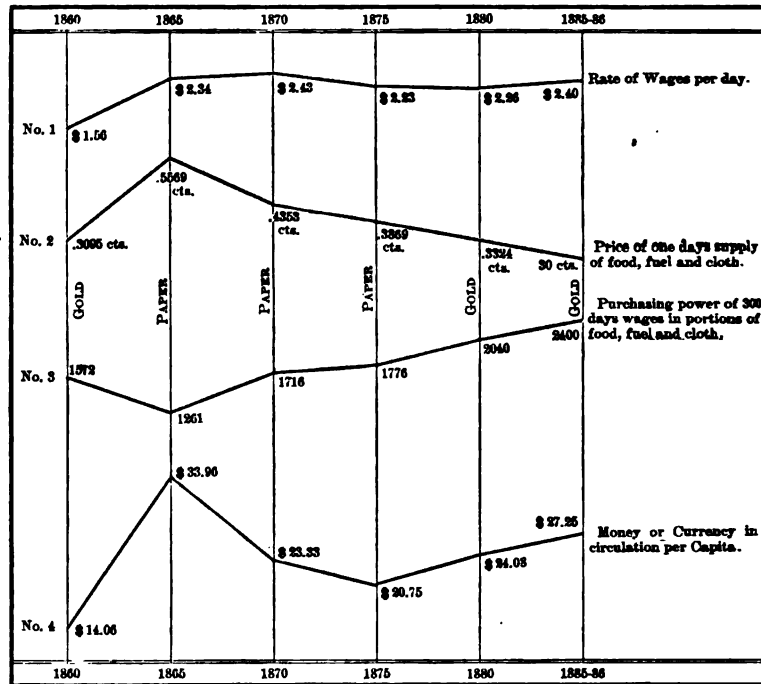 1860 1865 1870 1875 1880 1885-86
Rate of Wages per day.
$ 2.34 $ 2.43 $ 2.23 $ 2.26 $ 2.40
No. 1 $ 1.56
.5569 cts.
.4353 cts.
.3869 cts.
.3324 cts.
30 cts.
No. 2 .3095 cts.
Price of one days supply
of food, fuel and cloth.
GOLD PAPER PAPER PAPER GOLD GOLD
Purchasing power of 300
days wages in portions of
food, fuel and cloth.
2400
2040
1776
1716
1572
No. 3
1261
$ 33.96
$ 27.25
Money or Currency in
circulation per Capita.
$ 23.33
$ 24.03
$ 20.75
No. 4 $ 14.06
1860 1865 1870 1875 1880 1885-86